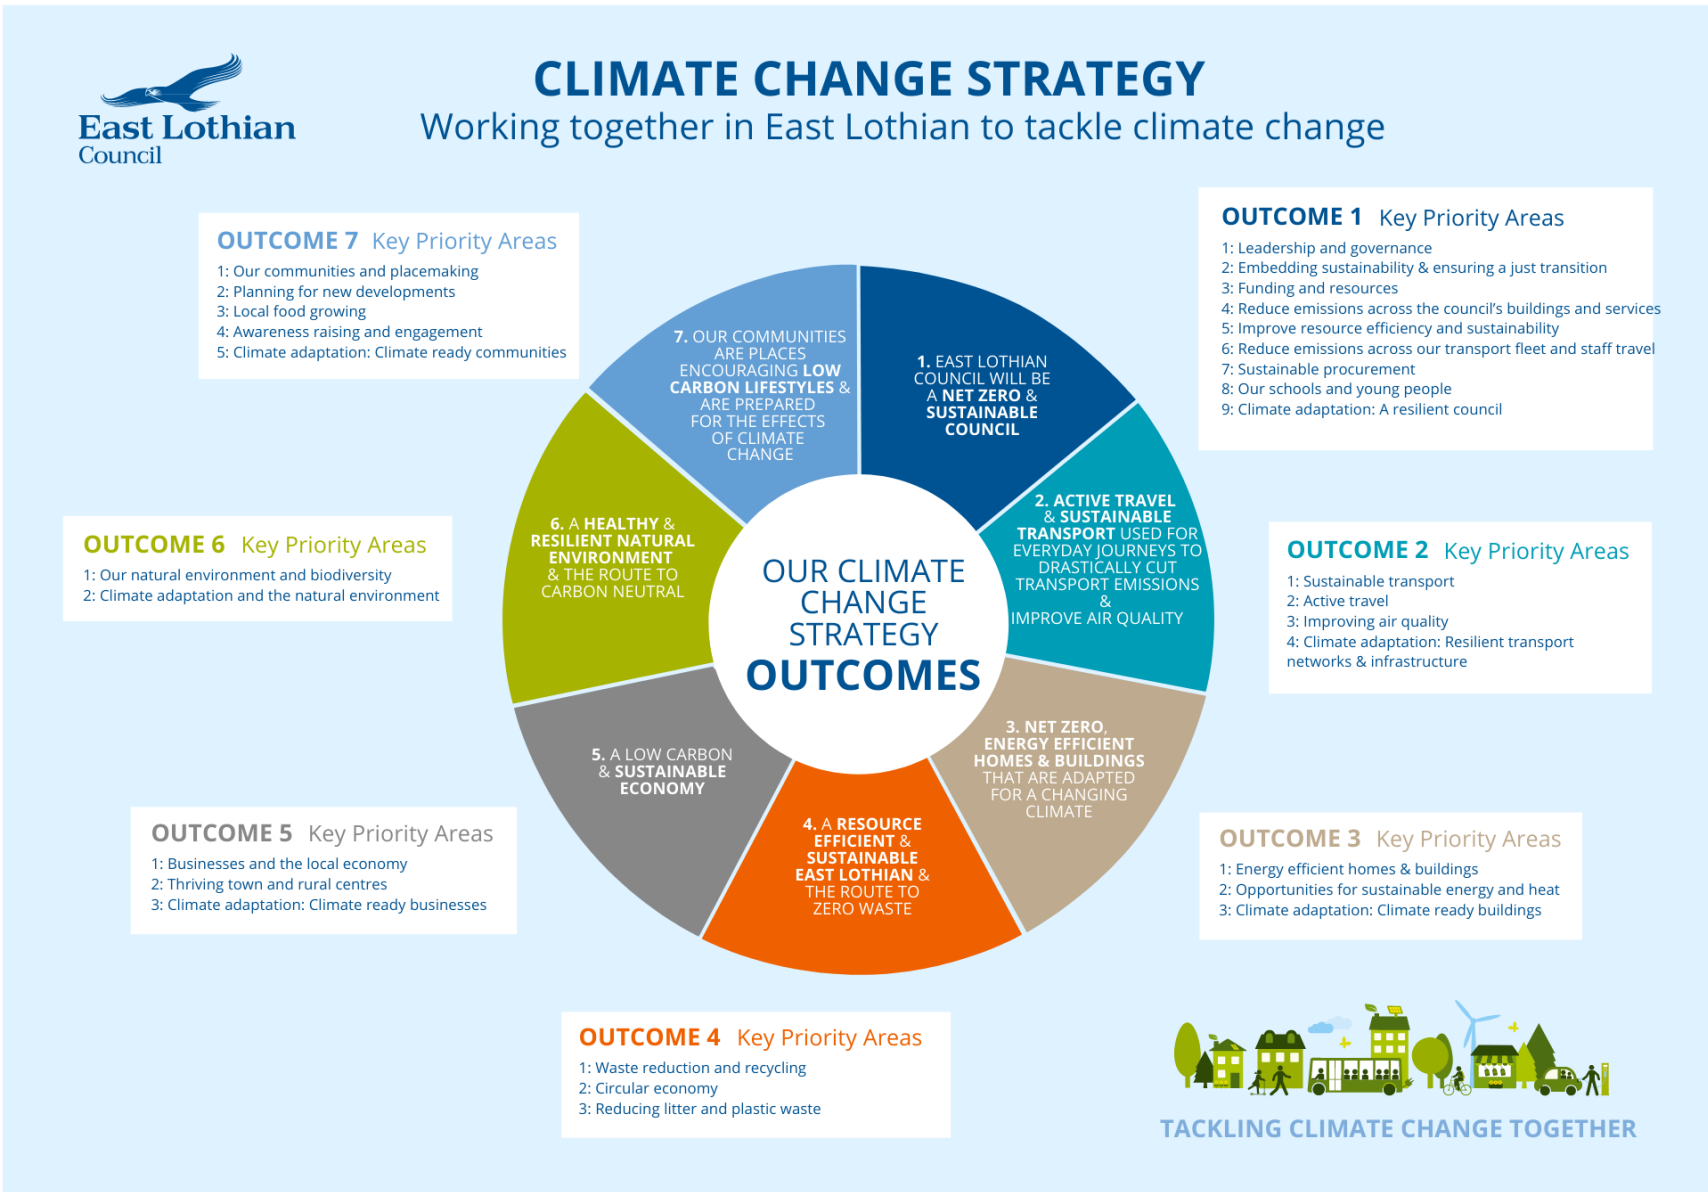 East Lothian
Council
CLIMATE CHANGE STRATEGY
Working together in East Lothian to tackle climate change
OUTCOME 1 Key Priority Areas
1: Leadership and governance
2: Embedding sustainability & ensuring a just transition
3: Funding and resources
4: Reduce emissions across the council's buildings and services
5: Improve resource efficiency and sustainability
6: Reduce emissions across our transport fleet and staff travel
7: Sustainable procurement
8: Our schools and young people
9: Climate adaptation: A resilient council
OUTCOME 7 Key Priority Areas
1: Our communities and placemaking
2: Planning for new developments
3: Local food growing
4: Awareness raising and engagement
5: Climate adaptation: Climate ready communities
7. OUR COMMUNITIES
ARE PLACES
ENCOURAGING LOW
CARBON LIFESTYLES &
ARE PREPARED
FOR THE EFFECTS
OF CLIMATE
CHANGE
1. EAST LOTHIAN
COUNCIL WILL BE
A NET ZERO &
SUSTAINABLE
COUNCIL
2. ACTIVE TRAVEL
& SUSTAINABLE
TRANSPORT USED FOR
EVERYDAY JOURNEYS TO
DRASTICALLY CUT
TRANSPORT EMISSIONS
&
IMPROVE AIR QUALITY
6. A HEALTHY &
RESILIENT NATURAL
ENVIRONMENT
& THE ROUTE TO
CARBON NEUTRAL
OUR CLIMATE
CHANGE
STRATEGY
OUTCOMES
OUTCOME 6 Key Priority Areas
1: Our natural environment and biodiversity
2: Climate adaptation and the natural environment
OUTCOME 2 Key Priority Areas
1: Sustainable transport
2: Active travel
3: Improving air quality
4: Climate adaptation: Resilient transport
networks & infrastructure
3. NET ZERO,
ENERGY EFFICIENT
HOMES & BUILDINGS
THAT ARE ADAPTED
FOR A CHANGING
CLIMATE
5. A LOW CARBON
& SUSTAINABLE
ECONOMY
4. A RESOURCE
EFFICIENT &
SUSTAINABLE
EAST LOTHIAN &
THE ROUTE TO
ZERO WASTE
OUTCOME 5 Key Priority Areas
1: Businesses and the local economy
2: Thriving town and rural centres
3: Climate adaptation: Climate ready businesses
OUTCOME 3 Key Priority Areas
1: Energy efficient homes & buildings
2: Opportunities for sustainable energy and heat
3: Climate adaptation: Climate ready buildings
OUTCOME 4 Key Priority Areas
1: Waste reduction and recycling
2: Circular economy
3: Reducing litter and plastic waste
TACKLING CLIMATE CHANGE TOGETHER